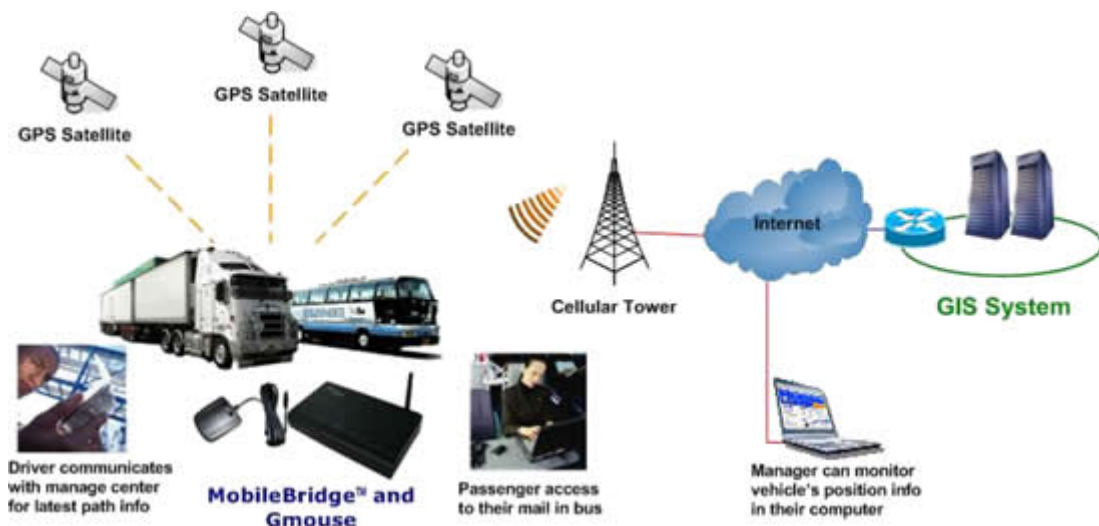 GPS Satellite
GPS Satellite
GPS Satellite
Internet
Cellular Tower
GIS System
Driver communicates
with manage center
for latest path info
MobileBridge™ and
Gmouse
Passenger access
to their mail in bus
Manager can monitor
vehicle's position info
in their computer